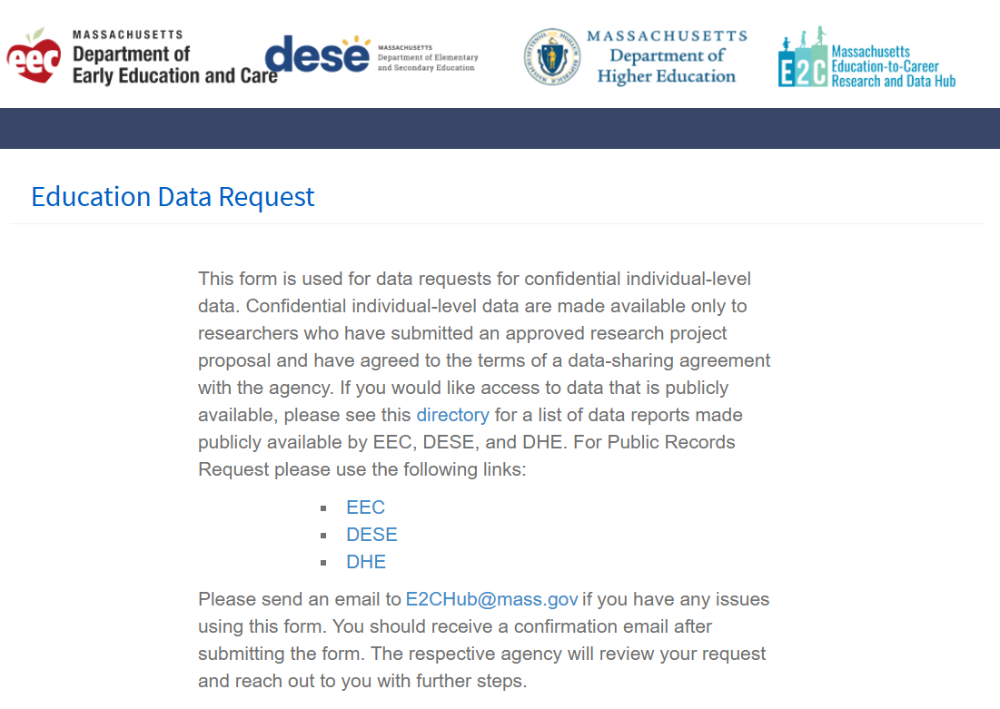 eec
MASSACHUSETTS
Department of
Early Education and Care
dese
MASSACHUSETTS
Department of Elementary
and Secondary Education
MASSACHUSETTS
Department of
Higher Education
E2C
Massachusetts
Education-to-Career
Research and Data Hub
Education Data Request
This form is used for data requests for confidential individual-level
data. Confidential individual-level data are made available only to
researchers who have submitted an approved research project
proposal and have agreed to the terms of a data-sharing agreement
with the agency. If you would like access to data that is publicly
available, please see this directory for a list of data reports made
publicly available by EEC, DESE, and DHE. For Public Records
Request please use the following links:
▪ EEC
▪ DESE
▪ DHE
Please send an email to E2CHub@mass.gov if you have any issues
using this form. You should receive a confirmation email after
submitting the form. The respective agency will review your request
and reach out to you with further steps.